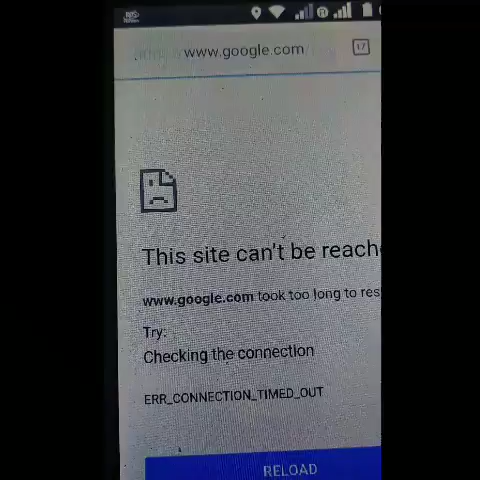 www.google.com
17
This site can't be reach
www.google.com took too long to res
Try:
Checking the connection
ERR_CONNECTION_TIMED_OUT
RELOAD